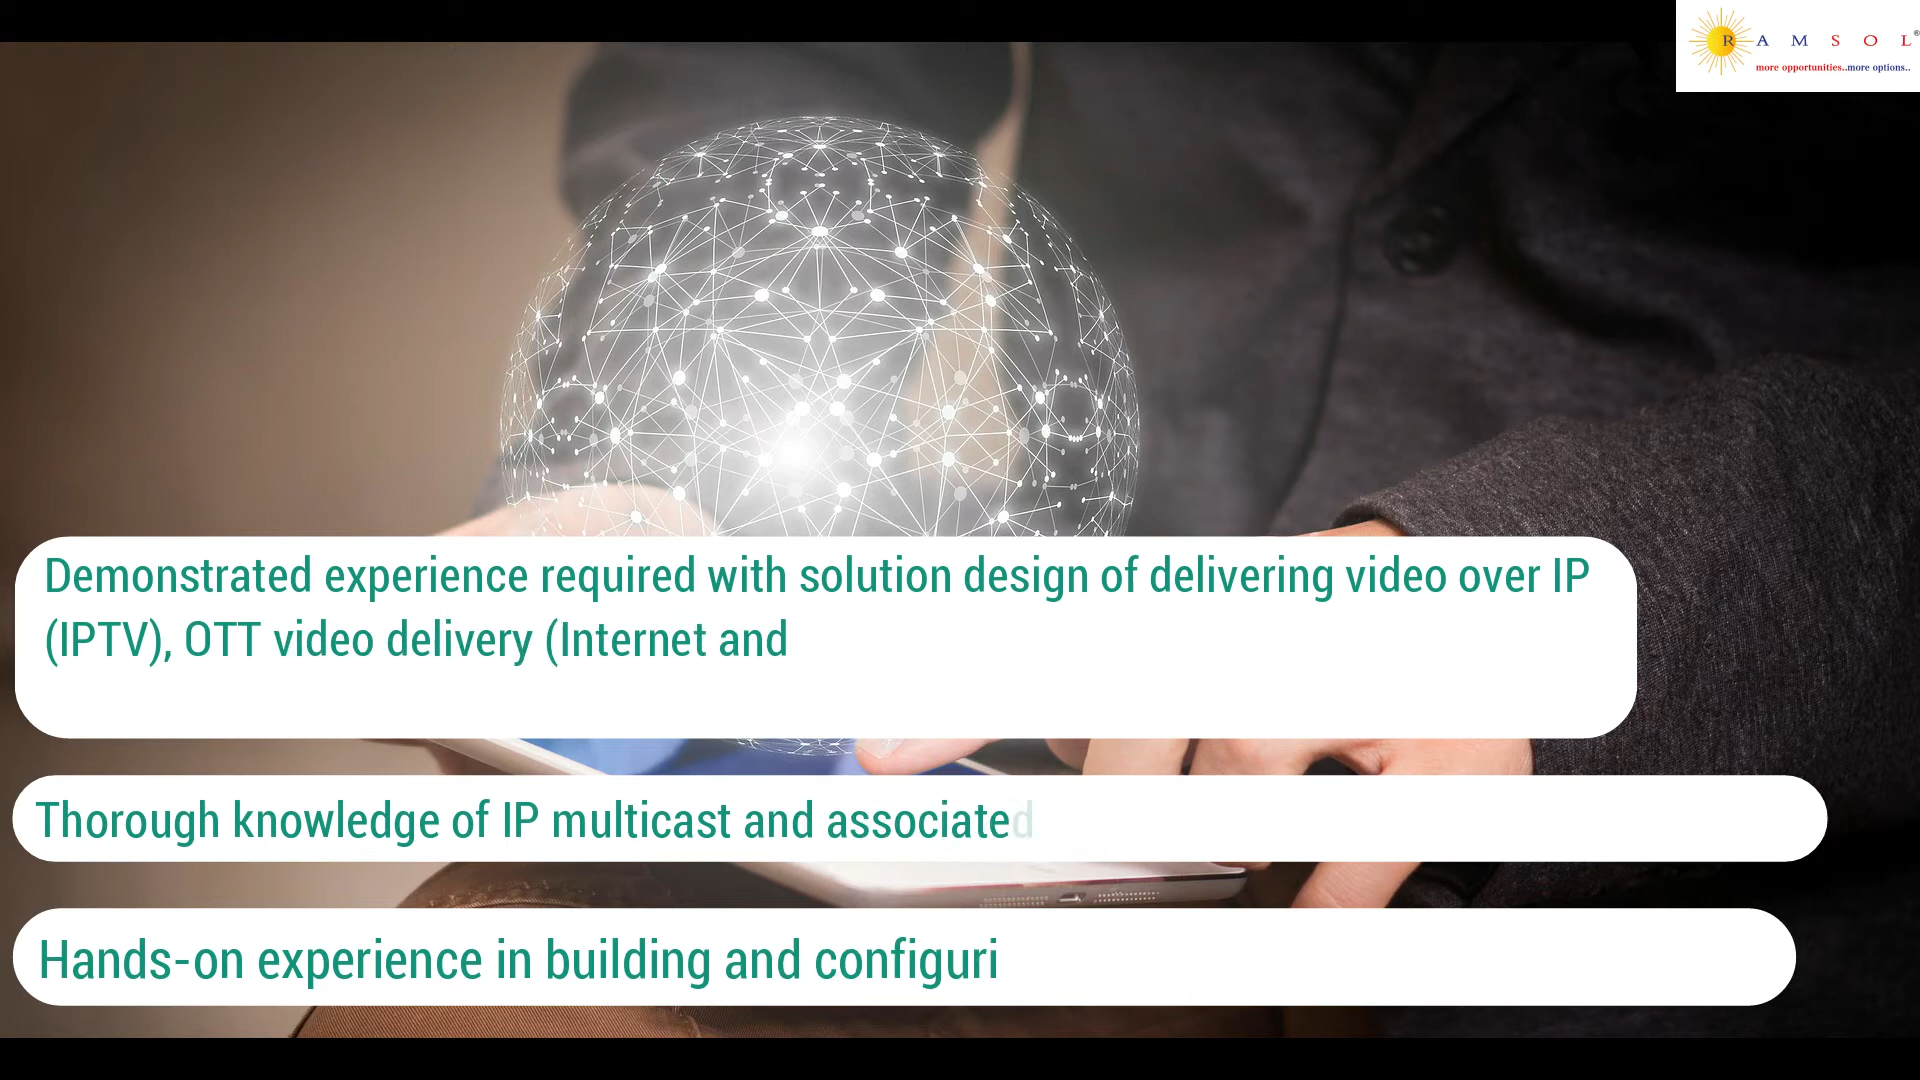 RAMSOL®
more opportunities..more options..
Demonstrated experience required with solution design of delivering video over IP
(IPTV), OTT video delivery (Internet and
Thorough knowledge of IP multicast and associated
Hands-on experience in building and configuri